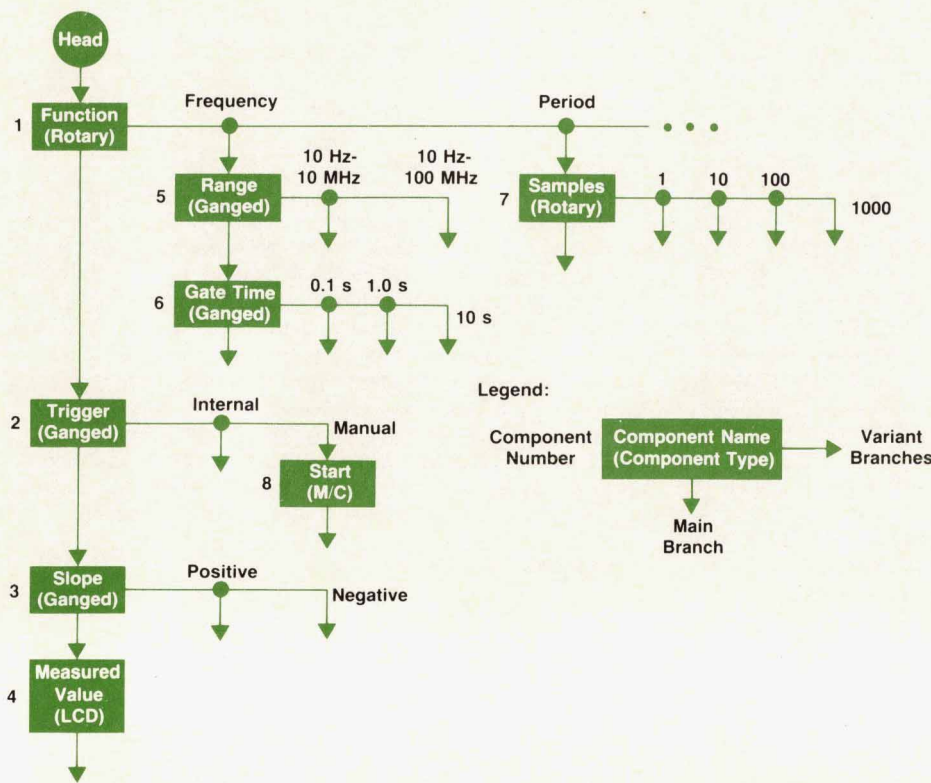 Head
Frequency
Period
1
Function
(Rotary)
• • •
10 Hz-
10 MHz
10 Hz-
100 MHz
5
Range
(Ganged)
7
Samples
(Rotary)
1
10
100
1000
6
Gate Time
(Ganged)
0.1 s
1.0 s
10 s
2
Trigger
(Ganged)
Internal
Manual
8
Start
(M/C)
Legend:
Component
Number
Component Name
(Component Type)
Variant
Branches
Main
Branch
3
Slope
(Ganged)
Positive
Negative
4
Measured
Value
(LCD)